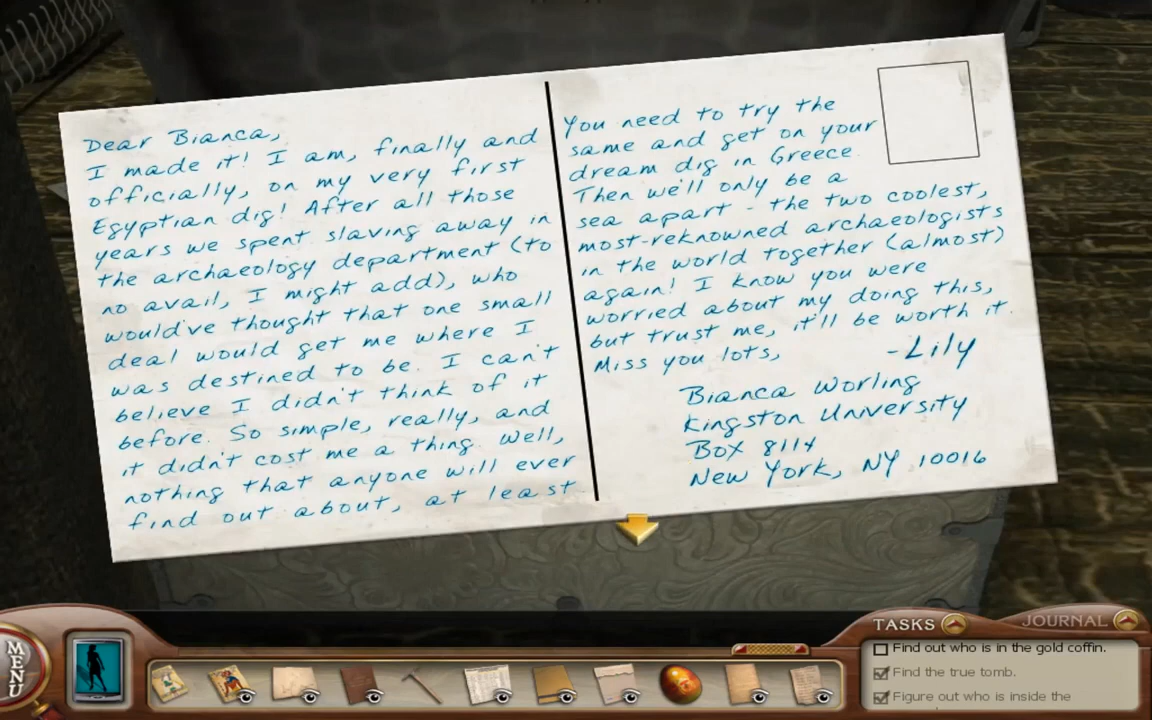 Dear Bianca,
I made it! I am, finally and
officially, on my very first
Egyptian dig! After all those
years we spent slaving away in
the archaeology department (to
no avail, I might add), who
would've thought that one small
deal would get me where I
was destined to be. I can't
believe I didn't think of it
before. So simple, really, and
it didn't cost me a thing. Well,
nothing that anyone will ever
find out about, at least.
You need to try the
same and get on your
dream dig in Greece.
Then we'll only be a
sea apart - the two coolest,
most-reknowned archaeologists
in the world together (almost)
again! I know you were
worried about my doing this,
but trust me, it'll be worth it.
Miss you lots,
-Lily
Bianca Worling
Kingston University
Box 8114
New York, NY 10016
MENU
TASKS
JOURNAL
Find out who is in the gold coffin.
Find the true tomb.
Figure out who is inside the